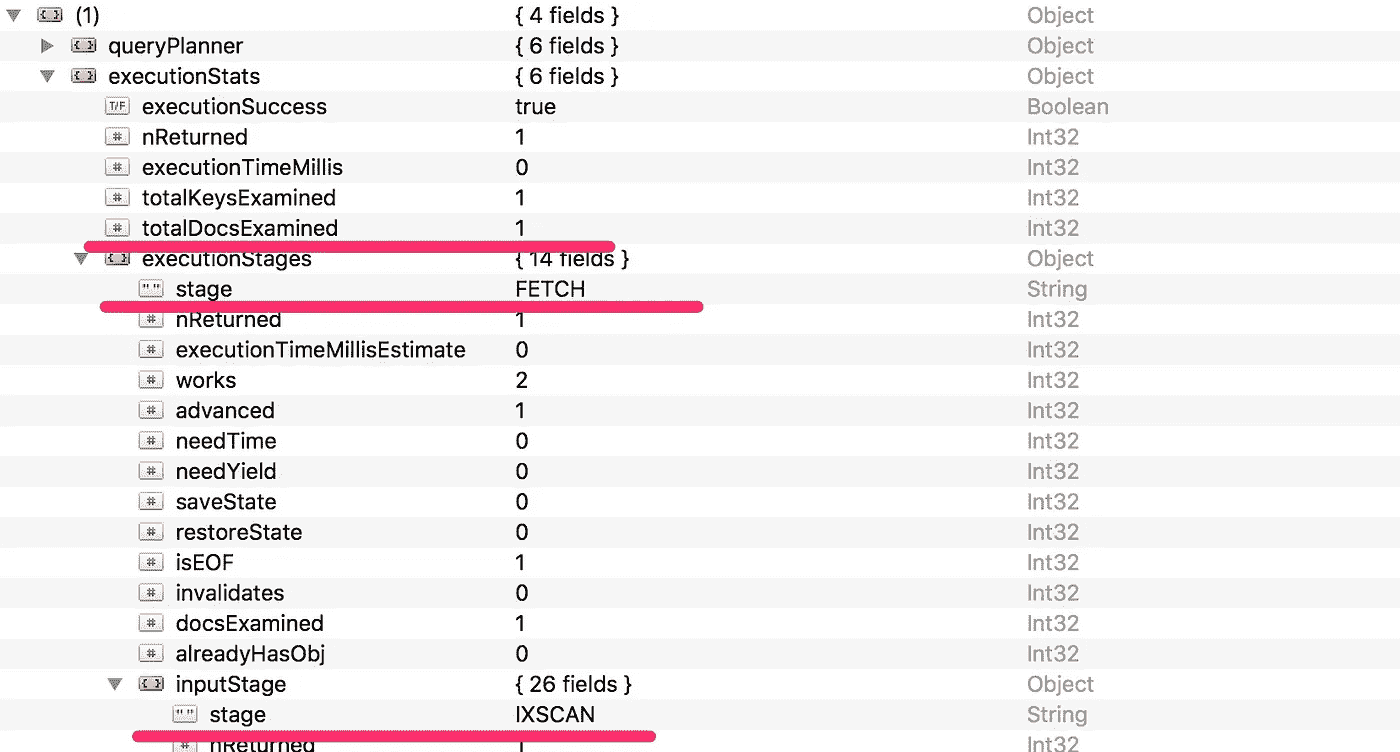 (1) { 4 fields } Object
queryPlanner { 6 fields } Object
executionStats { 6 fields } Object
T/F executionSuccess true Boolean
# nReturned 1 Int32
# executionTimeMillis 0 Int32
# totalKeysExamined 1 Int32
# totalDocsExamined 1 Int32
executionStages { 14 fields } Object
stage FETCH String
# nReturned 1 Int32
# executionTimeMillisEstimate 0 Int32
# works 2 Int32
# advanced 1 Int32
# needTime 0 Int32
# needYield 0 Int32
# saveState 0 Int32
# restoreState 0 Int32
# isEOF 1 Int32
# invalidates 0 Int32
# docsExamined 1 Int32
# alreadyHasObj 0 Int32
inputStage { 26 fields } Object
stage IXSCAN String
# nReturned 1 Int32